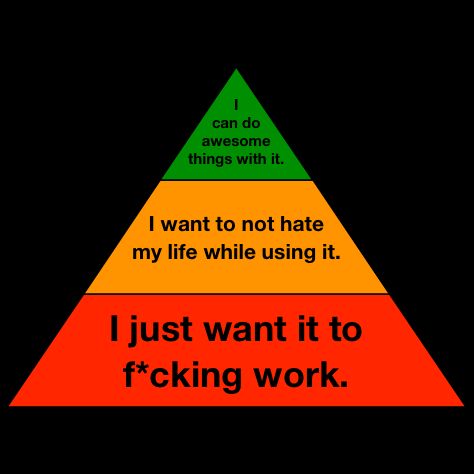 I
can do
awesome
things with it.
I want to not hate
my life while using it.
I just want it to
f*cking work.